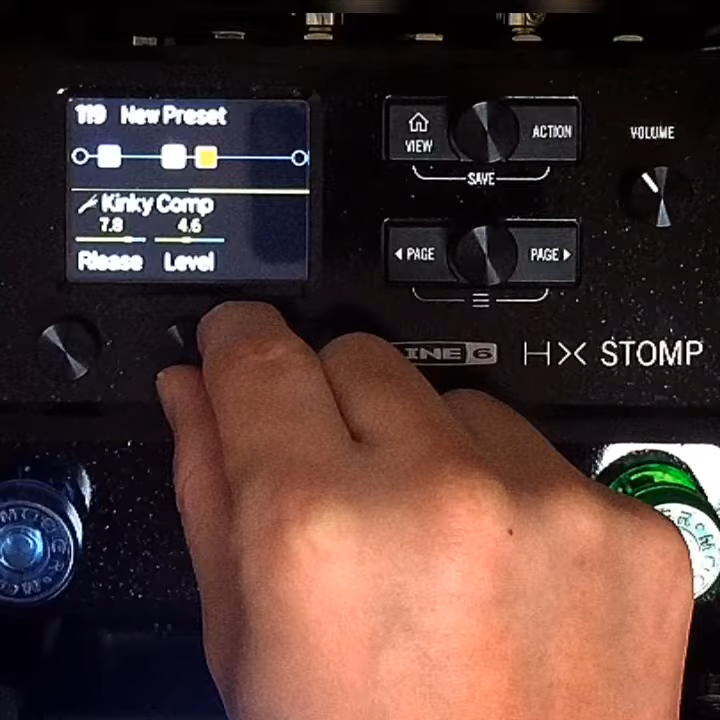 119 New Preset
Kinky Comp
7.8 4.6
Rlease Level
VIEW ACTION
SAVE
VOLUME
PAGE PAGE
LINE 6 HX STOMP